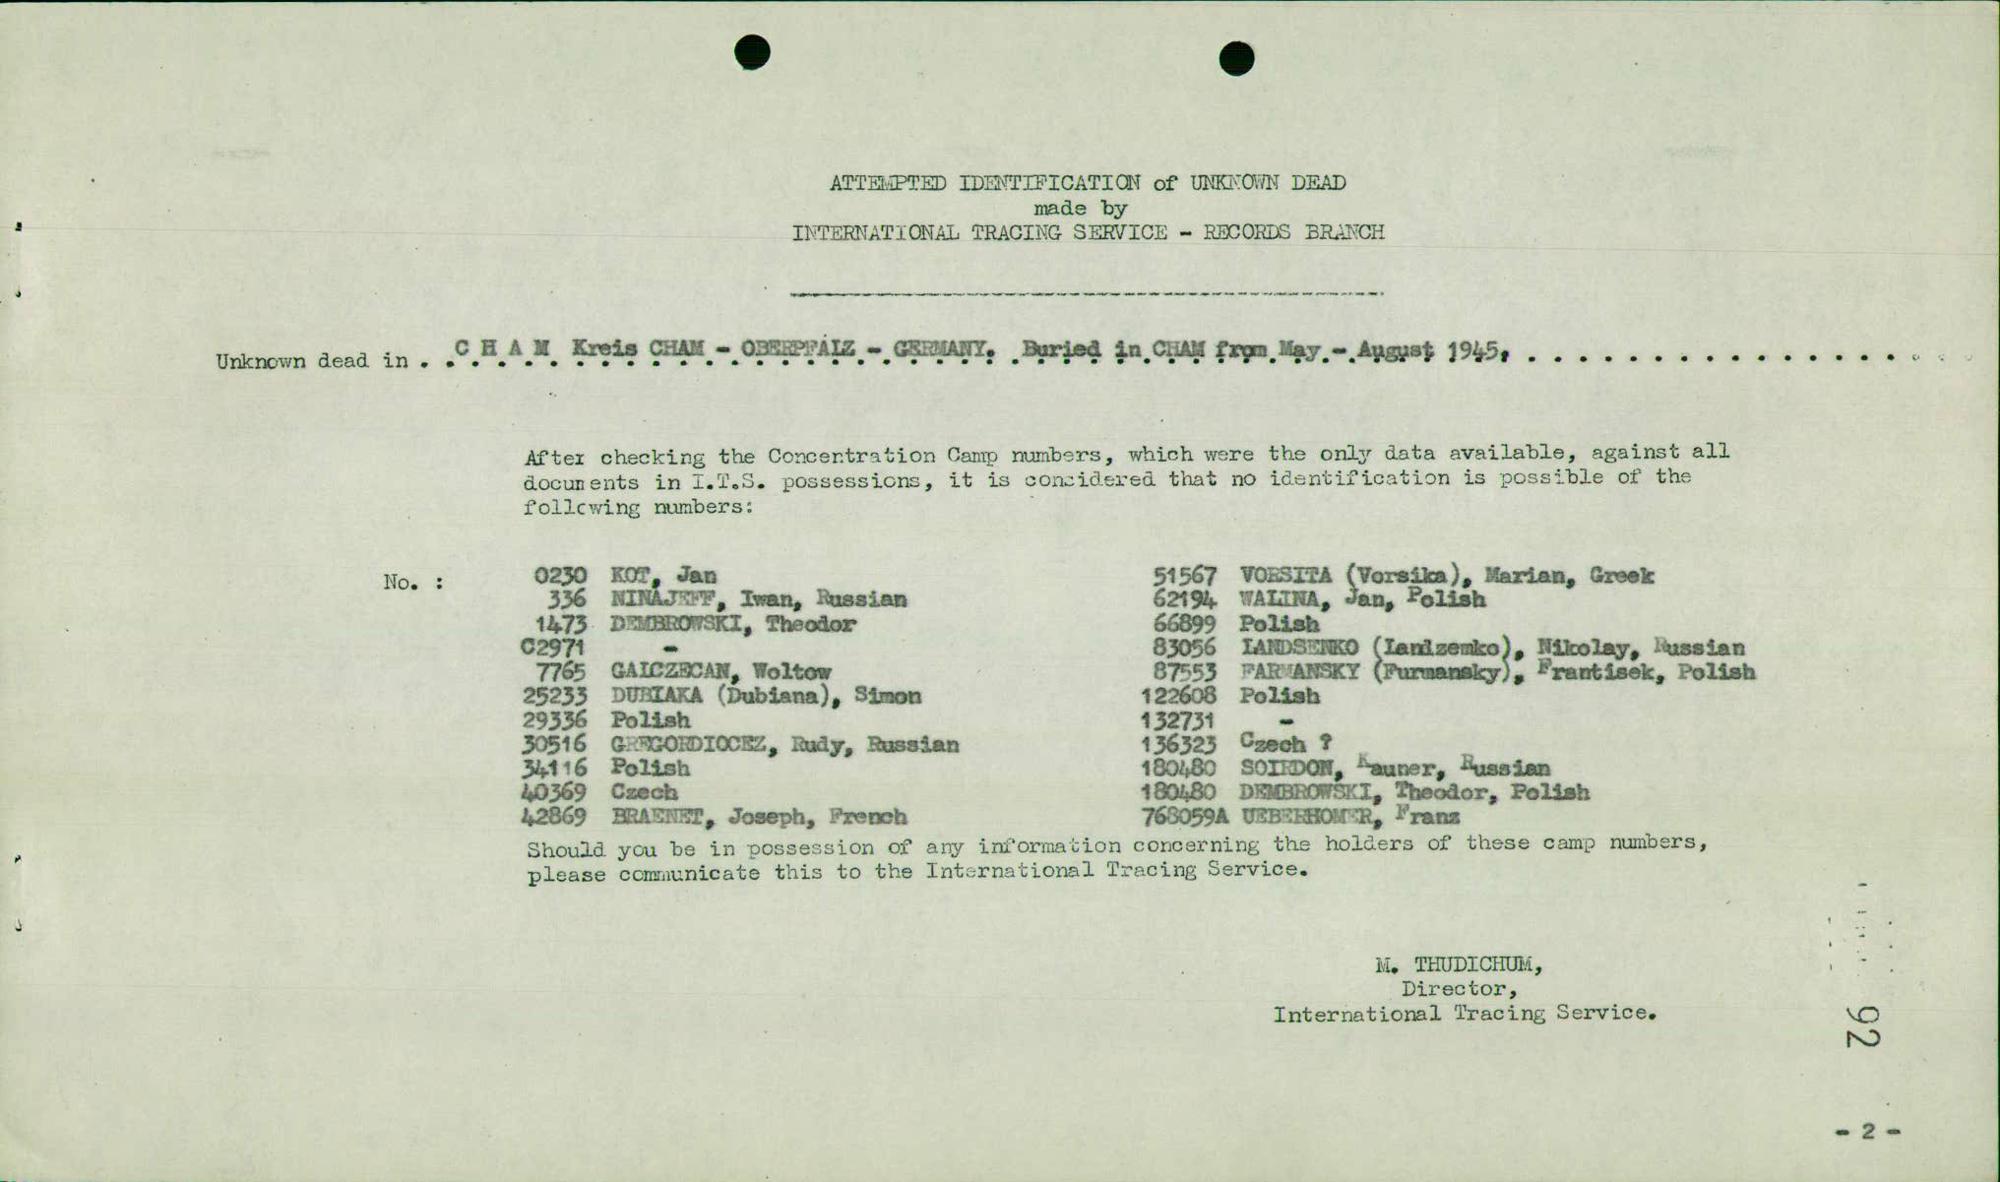 ATTEMPTED IDENTIFICATION of UNKNOWN DEAD
made by
INTERNATIONAL TRACING SERVICE - RECORDS BRANCH
Unknown dead in . C H A M Kreis CHAM - OBERPFALZ - GERMANY. Buried in CHAM from May - August 1945.
After checking the Concentration Camp numbers, which were the only data available, against all
documents in I.T.S. possessions, it is considered that no identification is possible of the
following numbers:
No. :
0230 KOT, Jan
336 NINAJEFF, Iwan, Russian
1473 DEMBROWSKI, Theodor
C2971 -
7765 GAICZECAN, Woltow
25233 DUBIAKA (Dubiana), Simon
29336 Polish
30516 GREGORDIOCEZ, Rudy, Russian
34116 Polish
40369 Czech
42869 BRAENET, Joseph, French
51567 VORSITA (Vorsika), Marian, Greek
62194 WALINA, Jan, Polish
66899 Polish
83056 LANDSENKO (Landzemko), Nikolay, Russian
87553 FARMANSKY (Furmansky), Frantisek, Polish
122608 Polish
132731 -
136323 Czech ?
180480 SOIRDON, Kauner, Russian
180480 DEMBROWSKI, Theodor, Polish
768059A UEBERHOMER, Franz
Should you be in possession of any information concerning the holders of these camp numbers,
please communicate this to the International Tracing Service.
M. THUDICHUM,
Director,
International Tracing Service.
92
- 2 -